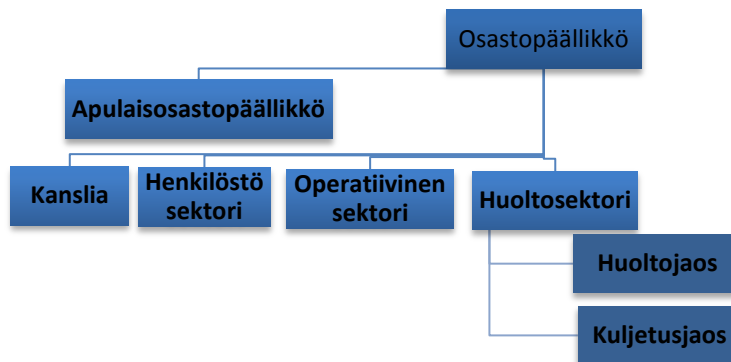 Osastopäällikkö
Apulaisosastopäällikkö
Kanslia
Henkilöstö
sektori
Operatiivinen
sektori
Huoltosektori
Huoltojaos
Kuljetusjaos